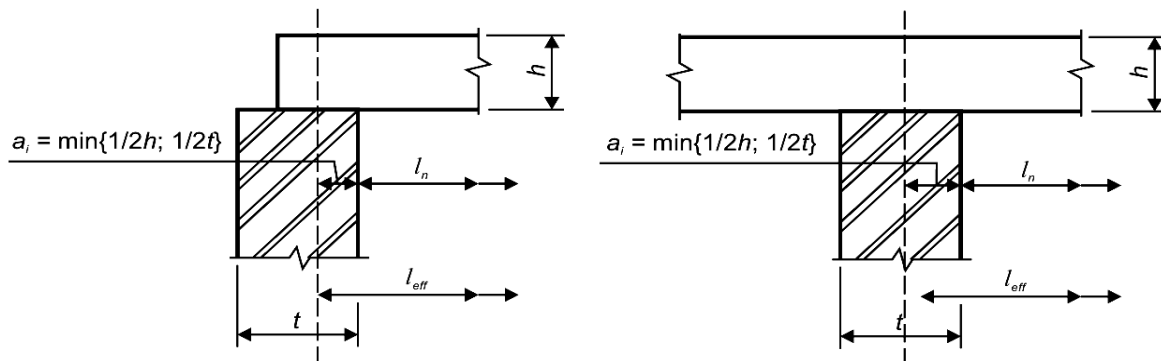 h
a_i = min{1/2h; 1/2t}
l_n
l_eff
t
h
a_i = min{1/2h; 1/2t}
l_n
l_eff
t